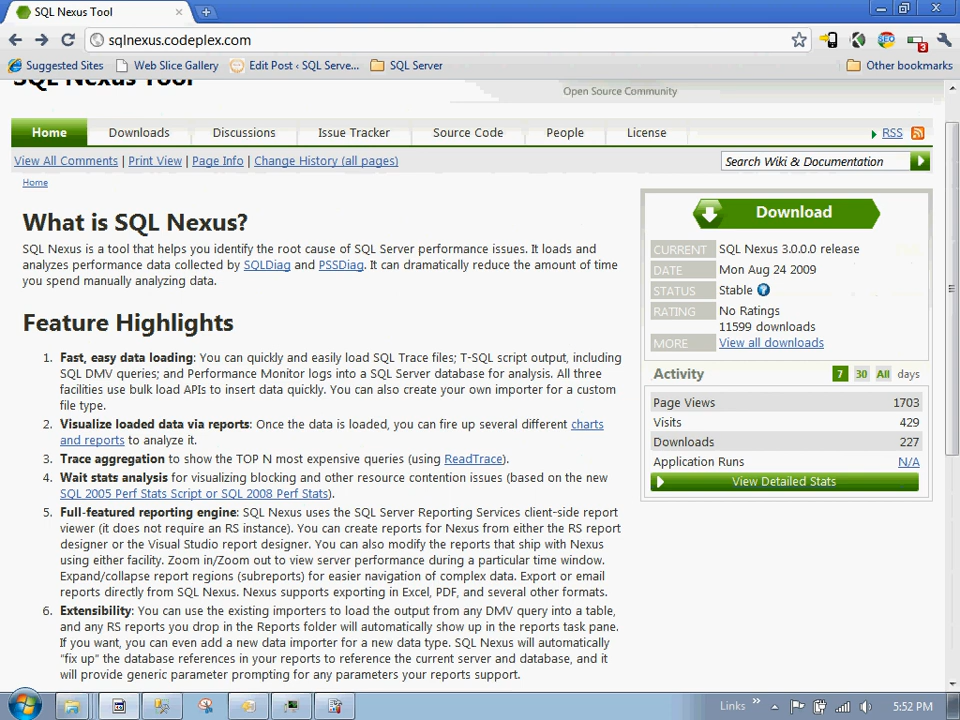 SQL Nexus Tool
sqlnexus.codeplex.com
SEO
3
Suggested Sites
Web Slice Gallery
Edit Post ‹ SQL Serve...
SQL Server
Other bookmarks
SQL Nexus Tool
Open Source Community
Home
Downloads
Discussions
Issue Tracker
Source Code
People
License
RSS
View All Comments | Print View | Page Info | Change History (all pages)
Search Wiki & Documentation
Home
What is SQL Nexus?
SQL Nexus is a tool that helps you identify the root cause of SQL Server performance issues. It loads and
analyzes performance data collected by SQLDiag and PSSDiag. It can dramatically reduce the amount of time
you spend manually analyzing data.
Feature Highlights
1. Fast, easy data loading: You can quickly and easily load SQL Trace files; T-SQL script output, including
SQL DMV queries; and Performance Monitor logs into a SQL Server database for analysis. All three
facilities use bulk load APIs to insert data quickly. You can also create your own importer for a custom
file type.
2. Visualize loaded data via reports: Once the data is loaded, you can fire up several different charts
and reports to analyze it.
3. Trace aggregation to show the TOP N most expensive queries (using ReadTrace).
4. Wait stats analysis for visualizing blocking and other resource contention issues (based on the new
SQL 2005 Perf Stats Script or SQL 2008 Perf Stats).
5. Full-featured reporting engine: SQL Nexus uses the SQL Server Reporting Services client-side report
viewer (it does not require an RS instance). You can create reports for Nexus from either the RS report
designer or the Visual Studio report designer. You can also modify the reports that ship with Nexus
using either facility. Zoom in/Zoom out to view server performance during a particular time window.
Expand/collapse report regions (subreports) for easier navigation of complex data. Export or email
reports directly from SQL Nexus. Nexus supports exporting in Excel, PDF, and several other formats.
6. Extensibility: You can use the existing importers to load the output from any DMV query into a table,
and any RS reports you drop in the Reports folder will automatically show up in the reports task pane.
If you want, you can even add a new data importer for a new data type. SQL Nexus will automatically
“fix up” the database references in your reports to reference the current server and database, and it
will provide generic parameter prompting for any parameters your reports support.
Download
CURRENT SQL Nexus 3.0.0.0 release
DATE Mon Aug 24 2009
STATUS Stable
RATING No Ratings
11599 downloads
MORE View all downloads
Activity 7 30 All days
Page Views 1703
Visits 429
Downloads 227
Application Runs N/A
View Detailed Stats
Links
5:52 PM